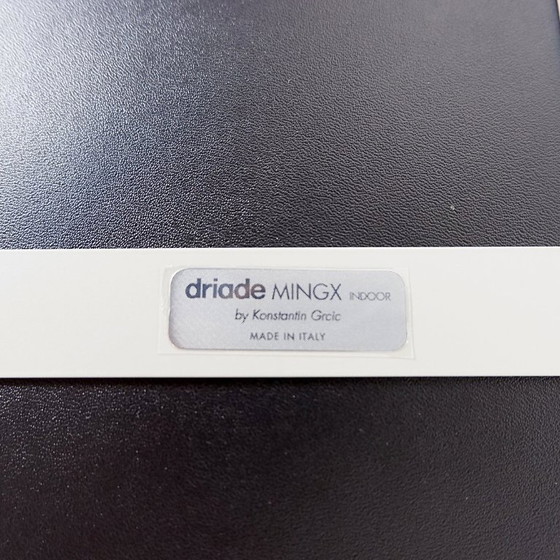 driade MINGX INDOOR
by Konstantin Grcic
MADE IN ITALY